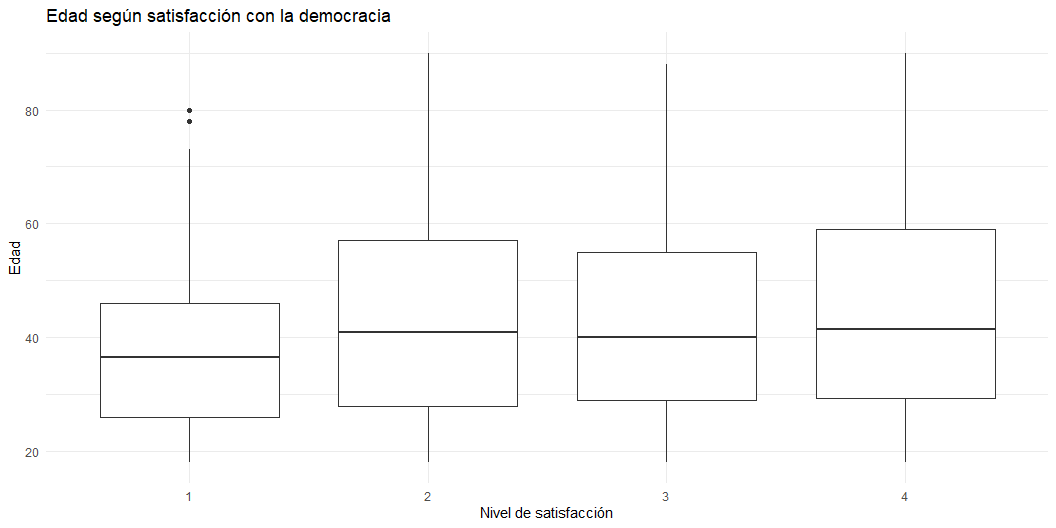 Edad según satisfacción con la democracia
80
60
40
20
Edad
1 2 3 4
Nivel de satisfacción